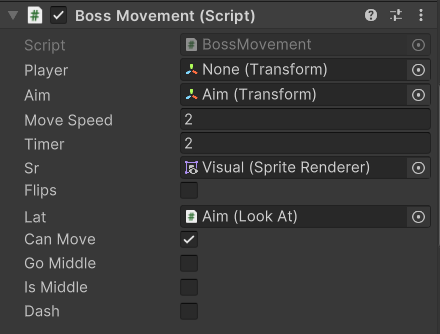 Boss Movement (Script)
Script BossMovement
Player None (Transform)
Aim Aim (Transform)
Move Speed 2
Timer 2
Sr Visual (Sprite Renderer)
Flips
Lat Aim (Look At)
Can Move
Go Middle
Is Middle
Dash